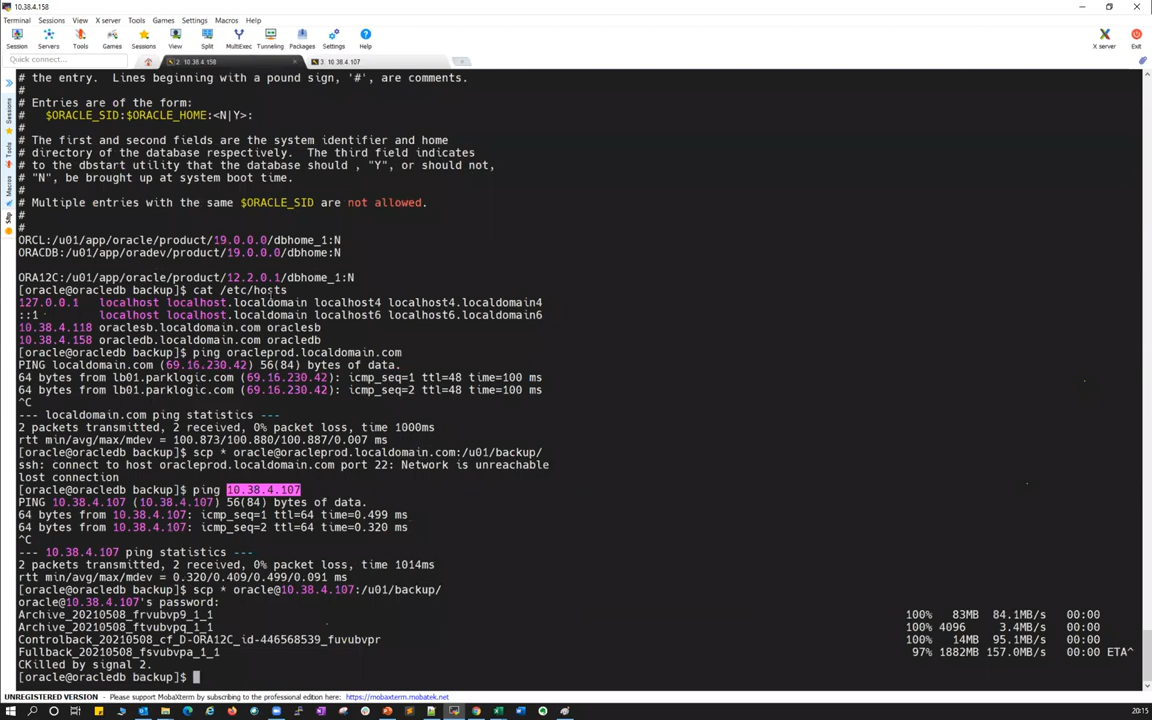 10.38.4.158
Terminal Sessions View X server Tools Games Settings Macros Help
Session Servers Tools Games Sessions View Split MultiExec Tunneling Packages Settings Help X server Exit
Quick connect... 2. 10.38.4.158 3. 10.38.4.107
Sessions
Tools
Macros
Sftp
# the entry.  Lines beginning with a pound sign, '#', are comments.
#
# Entries are of the form:
#   $ORACLE_SID:$ORACLE_HOME:<N|Y>:
#
# The first and second fields are the system identifier and home
# directory of the database respectively.  The third field indicates
# to the dbstart utility that the database should , "Y", or should not,
# "N", be brought up at system boot time.
#
# Multiple entries with the same $ORACLE_SID are not allowed.
#
#
ORCL:/u01/app/oracle/product/19.0.0.0/dbhome_1:N
ORACDB:/u01/app/oradev/product/19.0.0.0/dbhome:N
ORA12C:/u01/app/oracle/product/12.2.0.1/dbhome_1:N
[oracle@oracledb backup]$ cat /etc/hosts
127.0.0.1   localhost localhost.localdomain localhost4 localhost4.localdomain4
::1         localhost localhost.localdomain localhost6 localhost6.localdomain6
10.38.4.118 oraclesb.localdomain.com oraclesb
10.38.4.158 oracledb.localdomain.com oracledb
[oracle@oracledb backup]$ ping oracleprod.localdomain.com
PING localdomain.com (69.16.230.42) 56(84) bytes of data.
64 bytes from lb01.parklogic.com (69.16.230.42): icmp_seq=1 ttl=48 time=100 ms
64 bytes from lb01.parklogic.com (69.16.230.42): icmp_seq=2 ttl=48 time=100 ms
^C
--- localdomain.com ping statistics ---
2 packets transmitted, 2 received, 0% packet loss, time 1000ms
rtt min/avg/max/mdev = 100.873/100.880/100.887/0.007 ms
[oracle@oracledb backup]$ scp * oracle@oracleprod.localdomain.com:/u01/backup/
ssh: connect to host oracleprod.localdomain.com port 22: Network is unreachable
lost connection
[oracle@oracledb backup]$ ping 10.38.4.107
PING 10.38.4.107 (10.38.4.107) 56(84) bytes of data.
64 bytes from 10.38.4.107: icmp_seq=1 ttl=64 time=0.499 ms
64 bytes from 10.38.4.107: icmp_seq=2 ttl=64 time=0.320 ms
^C
--- 10.38.4.107 ping statistics ---
2 packets transmitted, 2 received, 0% packet loss, time 1014ms
rtt min/avg/max/mdev = 0.320/0.409/0.499/0.091 ms
[oracle@oracledb backup]$ scp * oracle@10.38.4.107:/u01/backup/
oracle@10.38.4.107's password:
Archive_20210508_frvubvp9_1_1 100% 83MB 84.1MB/s 00:00
Archive_20210508_ftvubvpq_1_1 100% 4096 3.4MB/s 00:00
Controlback_20210508_cf_D-ORA12C_id-446568539_fuvubvpr 100% 14MB 95.1MB/s 00:00
Fullback_20210508_fsvubvpa_1_1 97% 1882MB 157.0MB/s 00:00 ETA^
CKilled by signal 2.
[oracle@oracledb backup]$
UNREGISTERED VERSION - Please support MobaXterm by subscribing to the professional edition here: https://mobaxterm.mobatek.net
20:15